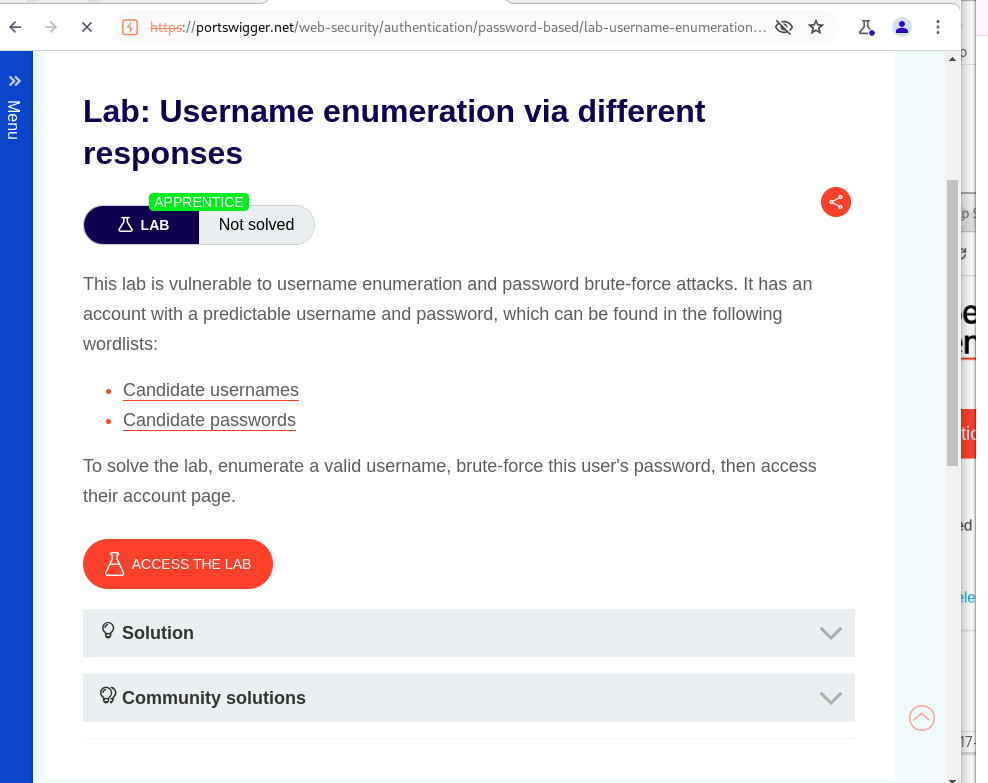 https://portswigger.net/web-security/authentication/password-based/lab-username-enumeration...
Menu
Lab: Username enumeration via different
responses
APPRENTICE
LAB
Not solved
This lab is vulnerable to username enumeration and password brute-force attacks. It has an
account with a predictable username and password, which can be found in the following
wordlists:
Candidate usernames
Candidate passwords
To solve the lab, enumerate a valid username, brute-force this user's password, then access
their account page.
ACCESS THE LAB
Solution
Community solutions